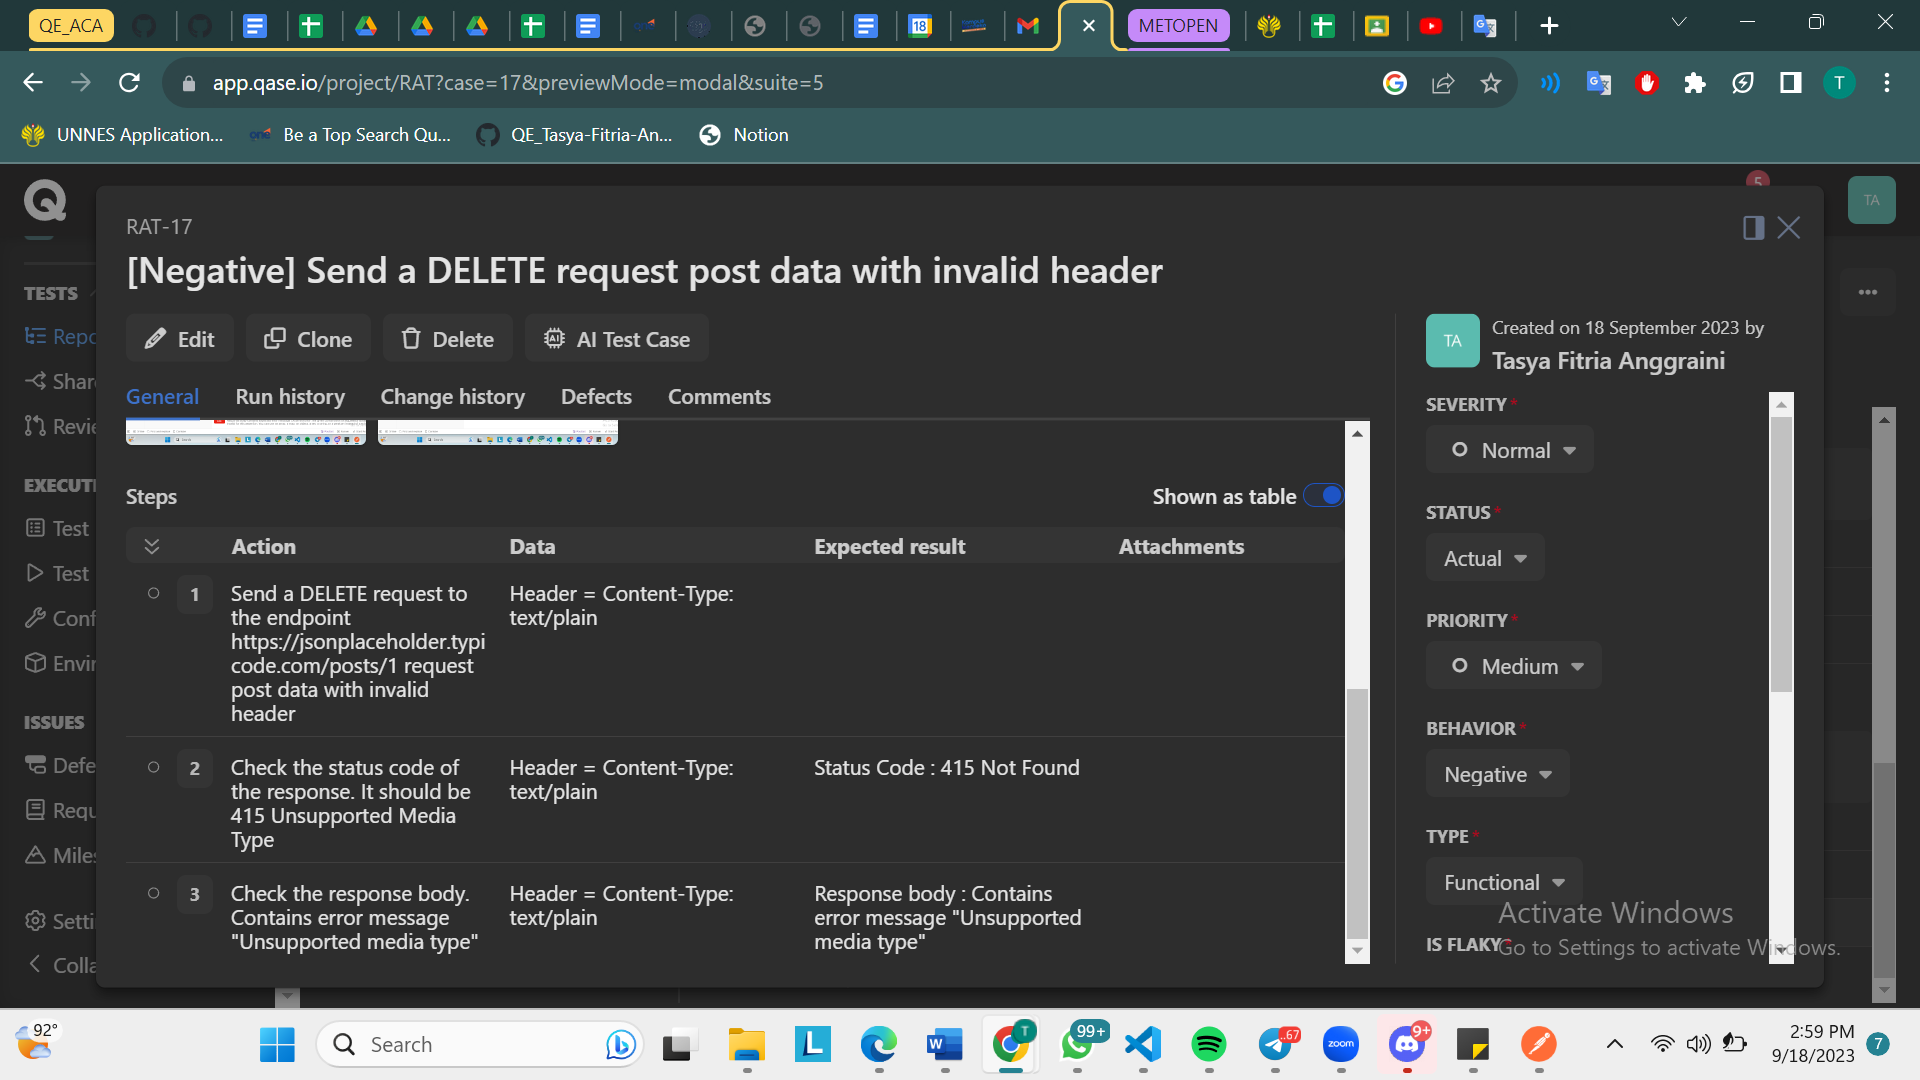 QE_ACA
METOPEN
app.qase.io/project/RAT?case=17&previewMode=modal&suite=5
T
UNNES Application...
Be a Top Search Qu...
QE_Tasya-Fitria-An...
Notion
5
TA
RAT-17
[Negative] Send a DELETE request post data with invalid header
Edit
Clone
Delete
AI Test Case
General
Run history
Change history
Defects
Comments
TESTS
Repo
Share
Revie
EXECUTI
Test
Test
Conf
Envir
ISSUES
Defe
Requ
Miles
Setti
Colla
Steps
Shown as table
Action
Data
Expected result
Attachments
1
Send a DELETE request to
the endpoint
https://jsonplaceholder.typi
code.com/posts/1 request
post data with invalid
header
Header = Content-Type:
text/plain
2
Check the status code of
the response. It should be
415 Unsupported Media
Type
Header = Content-Type:
text/plain
Status Code : 415 Not Found
3
Check the response body.
Contains error message
"Unsupported media type"
Header = Content-Type:
text/plain
Response body : Contains
error message "Unsupported
media type"
TA
Created on 18 September 2023 by
Tasya Fitria Anggraini
SEVERITY*
Normal
STATUS*
Actual
PRIORITY*
Medium
BEHAVIOR*
Negative
TYPE*
Functional
IS FLAKY*
Activate Windows
Go to Settings to activate Windows.
92°
Search
T
99+
67
zoom
9+
2:59 PM
9/18/2023
7